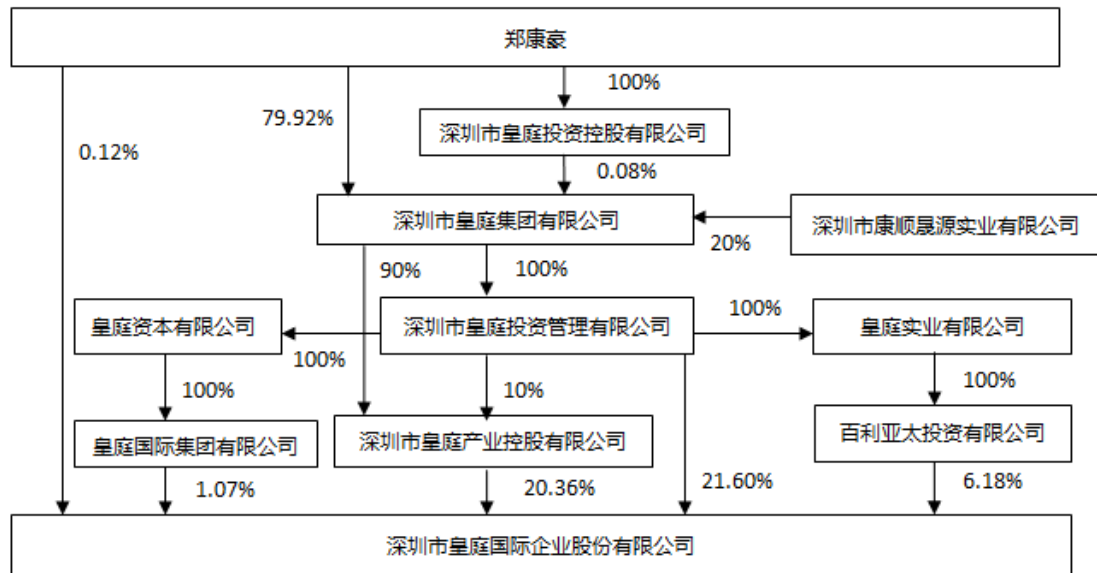 郑康豪
100%
79.92%
深圳市皇庭投资控股有限公司
0.12%
0.08%
深圳市皇庭集团有限公司
深圳市康顺晟源实业有限公司
20%
90%
100%
100%
皇庭资本有限公司
深圳市皇庭投资管理有限公司
皇庭实业有限公司
100%
100%
10%
100%
皇庭国际集团有限公司
深圳市皇庭产业控股有限公司
百利亚太投资有限公司
1.07%
20.36%
21.60%
6.18%
深圳市皇庭国际企业股份有限公司